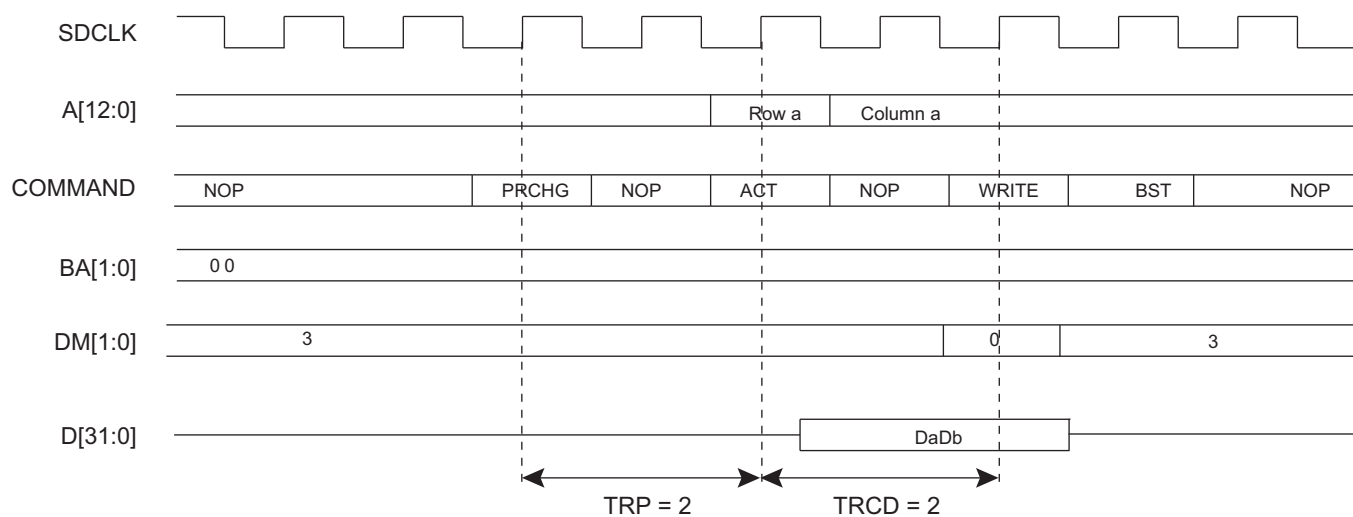 SDCLK
A[12:0] Row a Column a
COMMAND NOP PRCHG NOP ACT NOP WRITE BST NOP
BA[1:0] 0 0
DM[1:0] 3 0 3
D[31:0] DaDb
TRP = 2 TRCD = 2